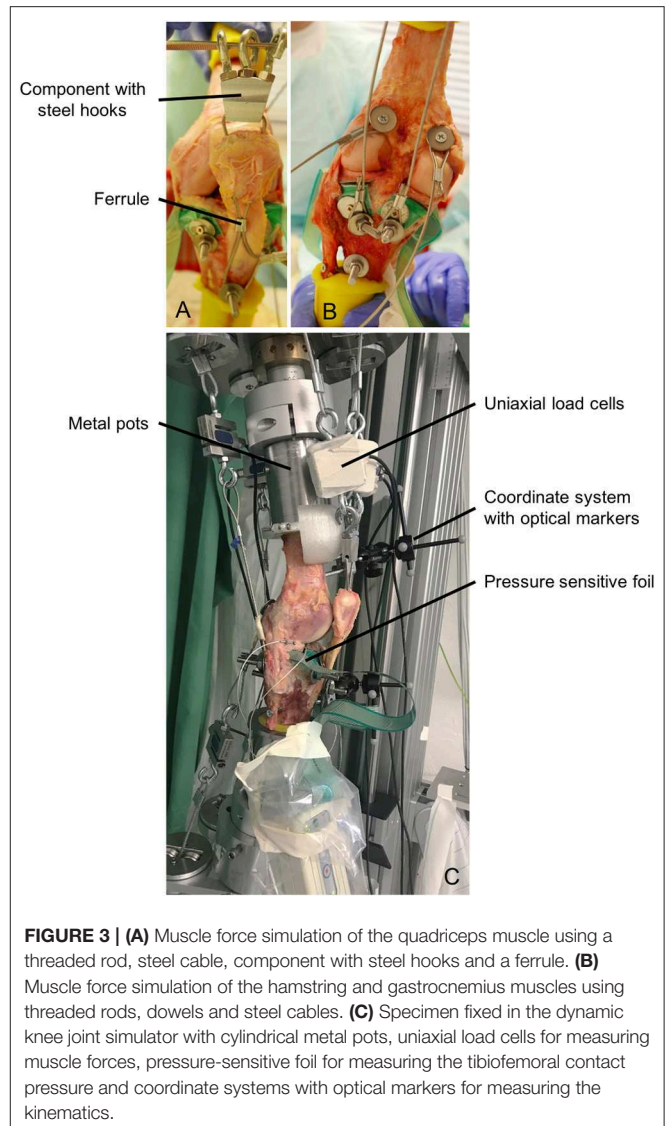 Component with
steel hooks
Ferrule
A
B
Metal pots
Uniaxial load cells
Coordinate system
with optical markers
Pressure sensitive foil
C
FIGURE 3 | (A) Muscle force simulation of the quadriceps muscle using a
threaded rod, steel cable, component with steel hooks and a ferrule. (B)
Muscle force simulation of the hamstring and gastrocnemius muscles using
threaded rods, dowels and steel cables. (C) Specimen fixed in the dynamic
knee joint simulator with cylindrical metal pots, uniaxial load cells for measuring
muscle forces, pressure-sensitive foil for measuring the tibiofemoral contact
pressure and coordinate systems with optical markers for measuring the
kinematics.